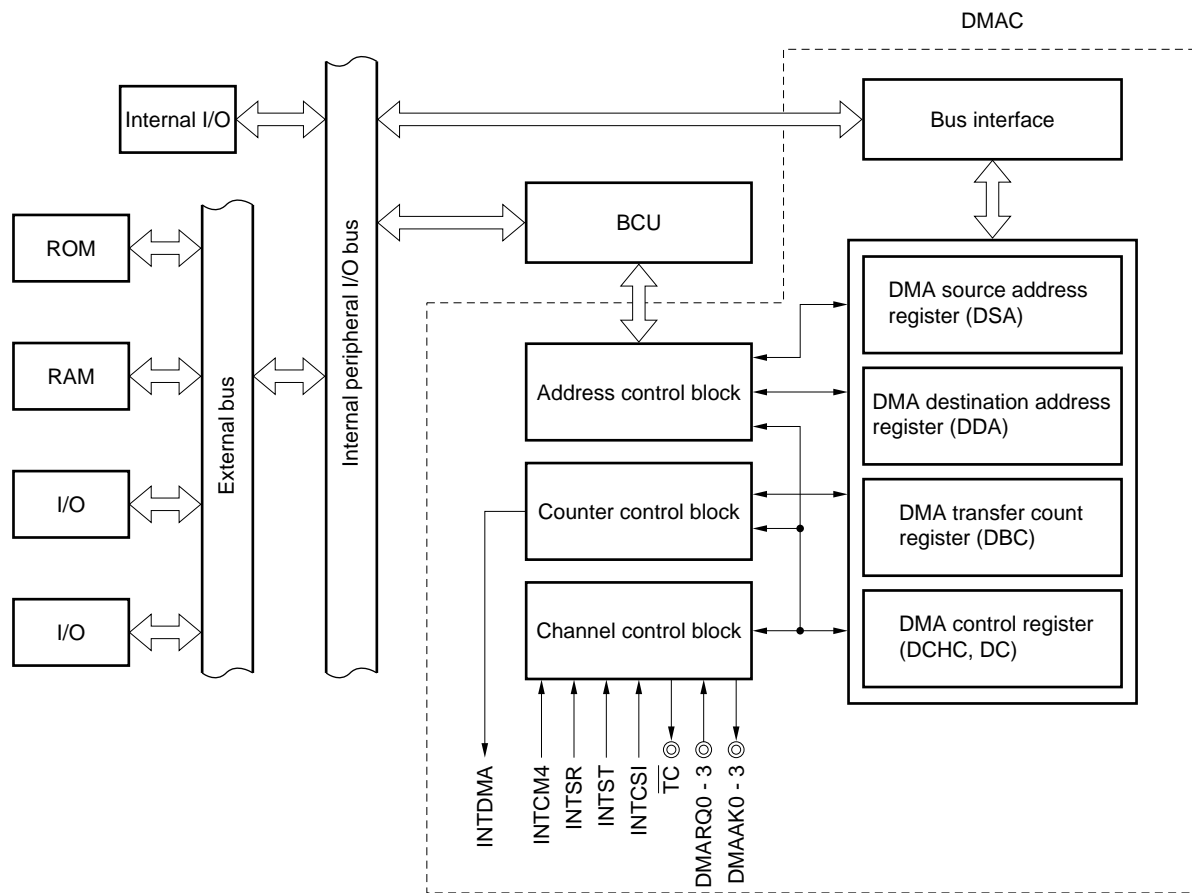 DMAC
Internal I/O
Bus interface
Internal peripheral I/O bus
BCU
ROM
DMA source address
register (DSA)
RAM
External bus
Address control block
DMA destination address
register (DDA)
I/O
Counter control block
DMA transfer count
register (DBC)
I/O
Channel control block
DMA control register
(DCHC, DC)
INTDMA
INTCM4
INTSR
INTST
INTCSI
TC
DMARQ0 - 3
DMAAK0 - 3